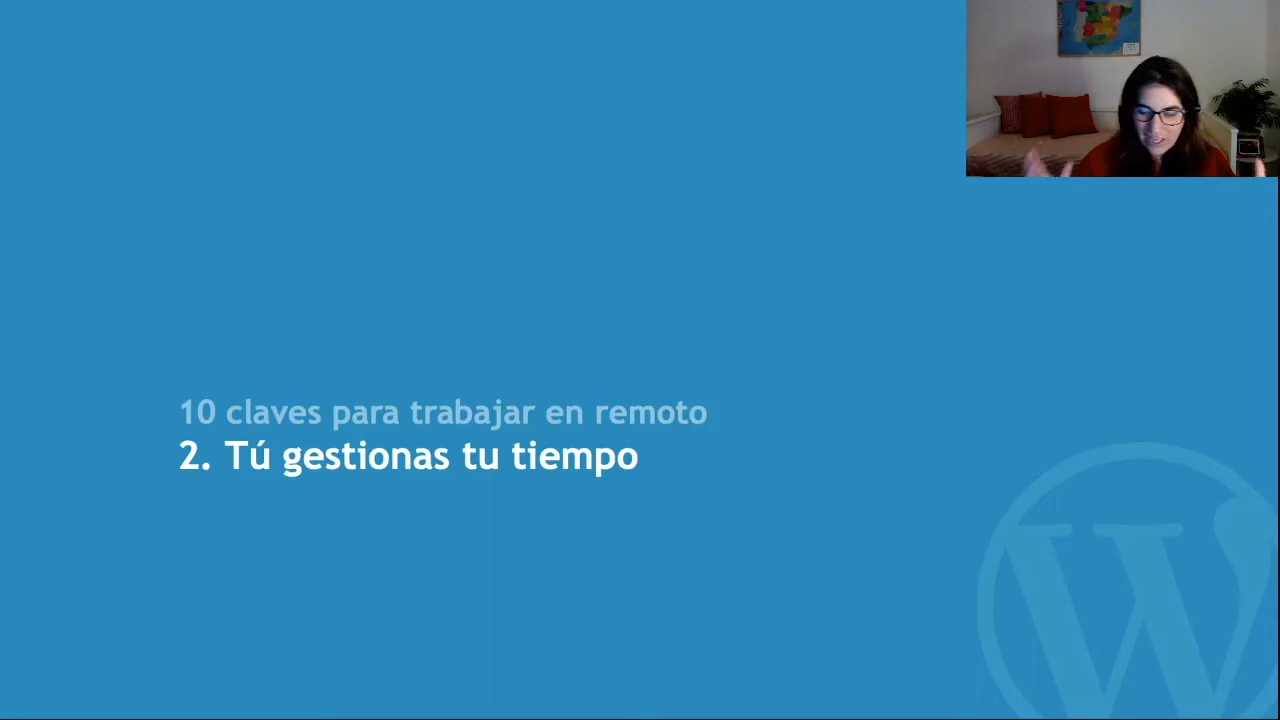 10 claves para trabajar en remoto
2. Tú gestionas tu tiempo